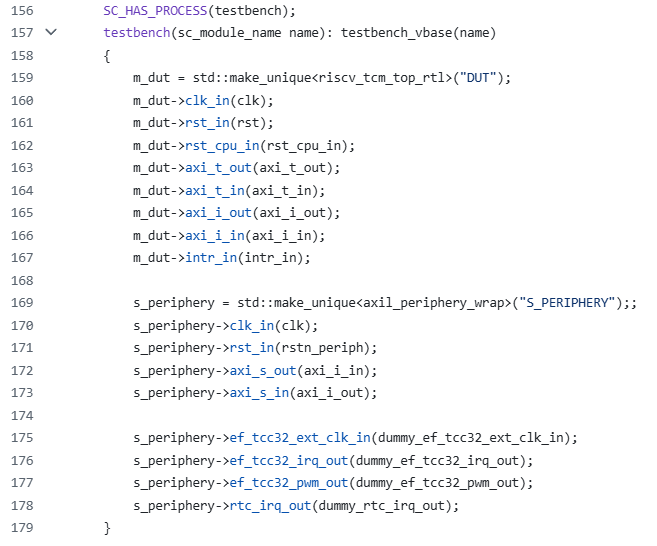 156 SC_HAS_PROCESS(testbench);
157 testbench(sc_module_name name): testbench_vbase(name)
158 {
159 m_dut = std::make_unique<riscv_tcm_top_rtl>("DUT");
160 m_dut->clk_in(clk);
161 m_dut->rst_in(rst);
162 m_dut->rst_cpu_in(rst_cpu_in);
163 m_dut->axi_t_out(axi_t_out);
164 m_dut->axi_t_in(axi_t_in);
165 m_dut->axi_i_out(axi_i_out);
166 m_dut->axi_i_in(axi_i_in);
167 m_dut->intr_in(intr_in);
168
169 s_periphery = std::make_unique<axil_periphery_wrap>("S_PERIPHERY");;
170 s_periphery->clk_in(clk);
171 s_periphery->rst_in(rstn_periph);
172 s_periphery->axi_s_out(axi_i_in);
173 s_periphery->axi_s_in(axi_i_out);
174
175 s_periphery->ef_tcc32_ext_clk_in(dummy_ef_tcc32_ext_clk_in);
176 s_periphery->ef_tcc32_irq_out(dummy_ef_tcc32_irq_out);
177 s_periphery->ef_tcc32_pwm_out(dummy_ef_tcc32_pwm_out);
178 s_periphery->rtc_irq_out(dummy_rtc_irq_out);
179 }